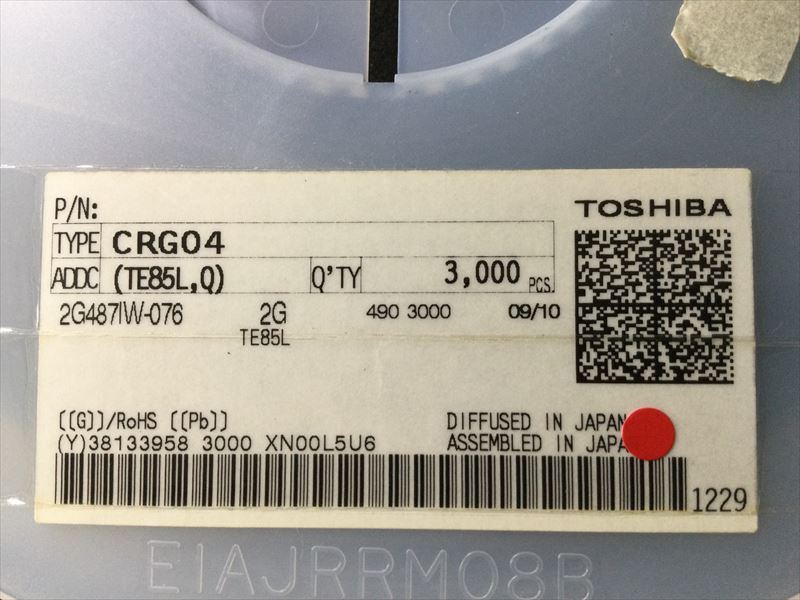 P/N:
TOSHIBA
TYPE CRG04
ADDC (TE85L,Q) Q'TY 3,000 PCS.
2G487IW-076 2G 490 3000 09/10
TE85L
[[G]]/RoHS [[Pb]] DIFFUSED IN JAPAN
(Y)38133958 3000 XN00L5U6 ASSEMBLED IN JAPA
1229
EIAJRRM08B